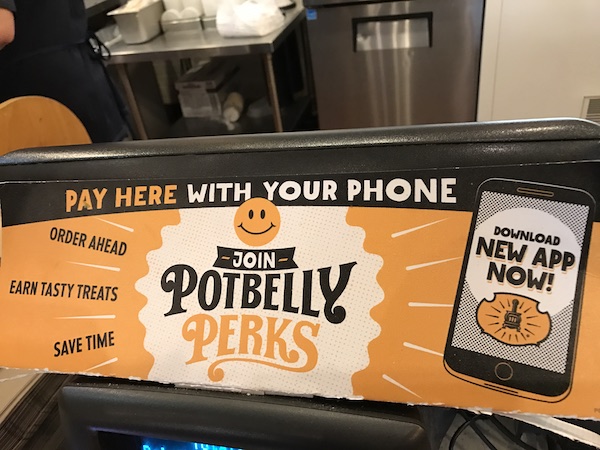 PAY HERE WITH YOUR PHONE
ORDER AHEAD
EARN TASTY TREATS
SAVE TIME
-JOIN-
POTBELLY
PERKS
DOWNLOAD
NEW APP
NOW!